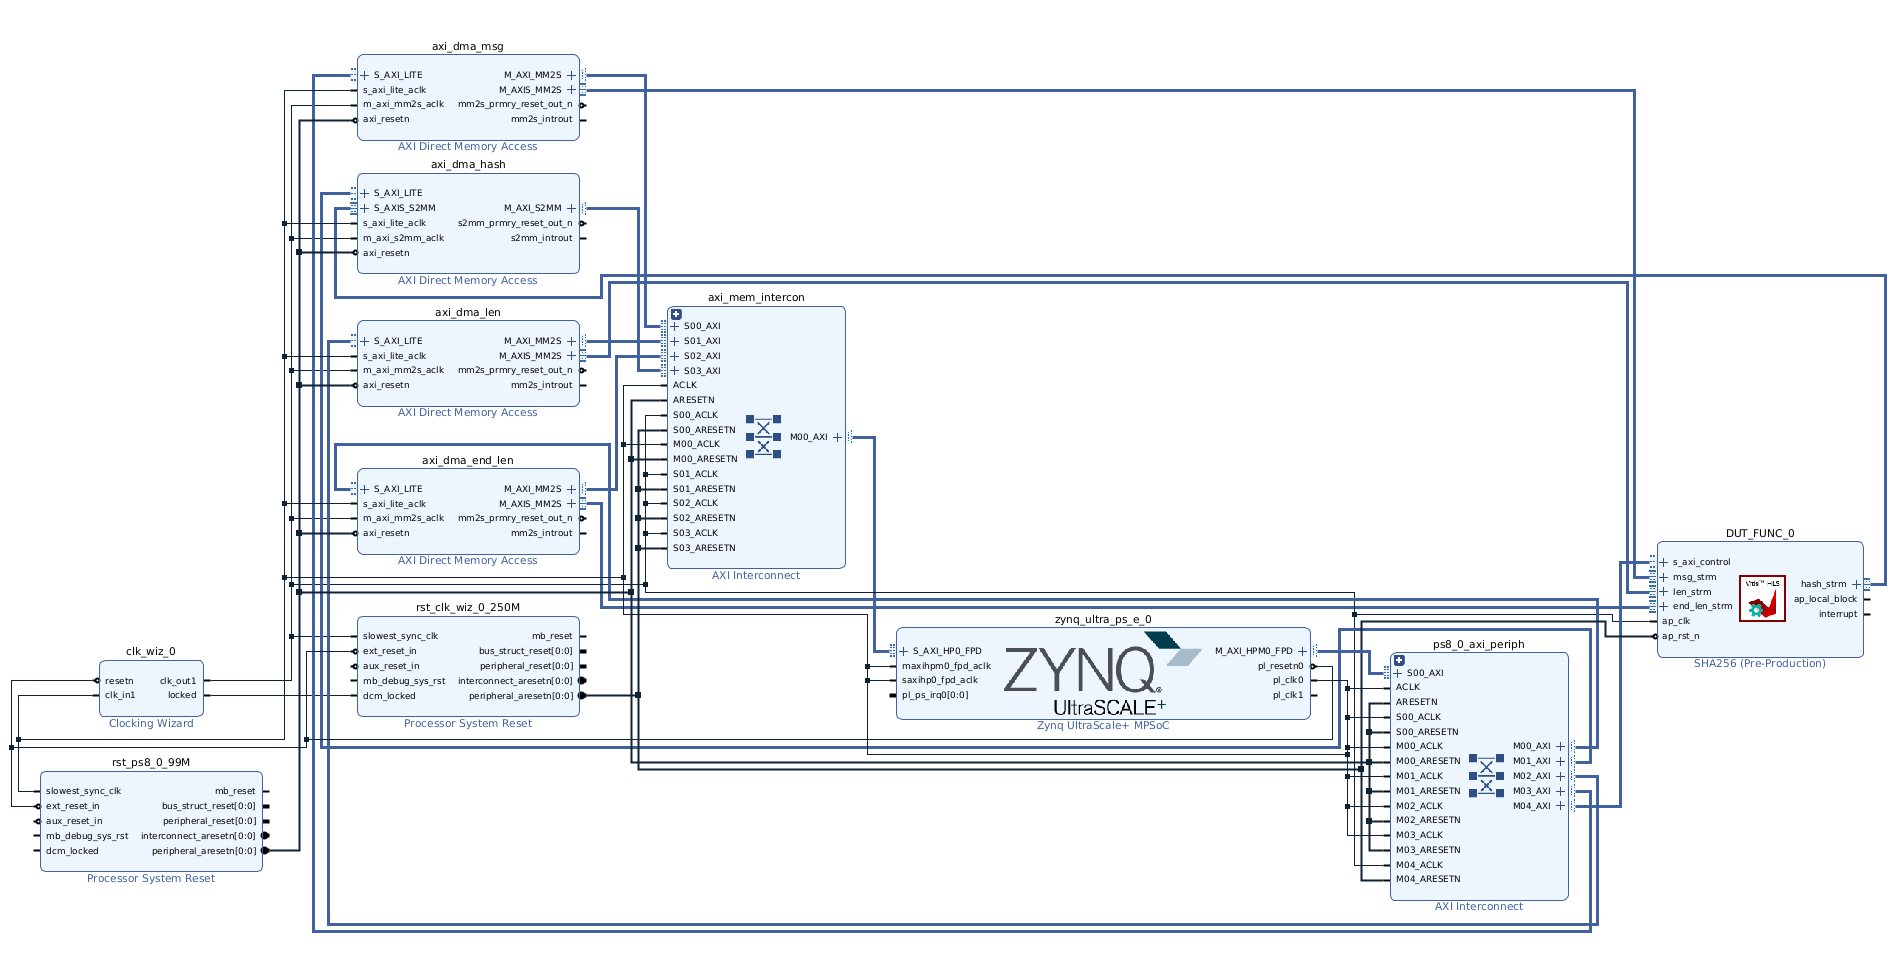 axi_dma_msg
S_AXI_LITE M_AXI_MM2S
s_axi_lite_aclk M_AXIS_MM2S
m_axi_mm2s_aclk mm2s_prmry_reset_out_n
axi_resetn mm2s_introut
AXI Direct Memory Access
axi_dma_hash
S_AXI_LITE
S_AXIS_S2MM M_AXI_S2MM
s_axi_lite_aclk s2mm_prmry_reset_out_n
m_axi_s2mm_aclk s2mm_introut
axi_resetn
AXI Direct Memory Access
axi_dma_len
S_AXI_LITE M_AXI_MM2S
s_axi_lite_aclk M_AXIS_MM2S
m_axi_mm2s_aclk mm2s_prmry_reset_out_n
axi_resetn mm2s_introut
AXI Direct Memory Access
axi_dma_end_len
S_AXI_LITE M_AXI_MM2S
s_axi_lite_aclk M_AXIS_MM2S
m_axi_mm2s_aclk mm2s_prmry_reset_out_n
axi_resetn mm2s_introut
AXI Direct Memory Access
axi_mem_intercon
S00_AXI
S01_AXI
S02_AXI
S03_AXI
ACLK
ARESETN
S00_ACLK
S00_ARESETN
M00_ACLK M00_AXI
M00_ARESETN
S01_ACLK
S01_ARESETN
S02_ACLK
S02_ARESETN
S03_ACLK
S03_ARESETN
AXI Interconnect
rst_clk_wiz_0_250M
slowest_sync_clk mb_reset
ext_reset_in bus_struct_reset[0:0]
aux_reset_in peripheral_reset[0:0]
mb_debug_sys_rst interconnect_aresetn[0:0]
dcm_locked peripheral_aresetn[0:0]
Processor System Reset
clk_wiz_0
resetn clk_out1
clk_in1 locked
Clocking Wizard
rst_ps8_0_99M
slowest_sync_clk mb_reset
ext_reset_in bus_struct_reset[0:0]
aux_reset_in peripheral_reset[0:0]
mb_debug_sys_rst interconnect_aresetn[0:0]
dcm_locked peripheral_aresetn[0:0]
Processor System Reset
zynq_ultra_ps_e_0
S_AXI_HP0_FPD M_AXI_HPM0_FPD
maxihpm0_fpd_aclk pl_resetn0
saxihp0_fpd_aclk pl_clk0
pl_ps_irq0[0:0] pl_clk1
ZYNQ®
UltraSCALE+
Zynq UltraScale+ MPSoC
ps8_0_axi_periph
S00_AXI
ACLK
ARESETN
S00_ACLK
S00_ARESETN
M00_ACLK M00_AXI
M00_ARESETN M01_AXI
M01_ACLK M02_AXI
M01_ARESETN M03_AXI
M02_ACLK M04_AXI
M02_ARESETN
M03_ACLK
M03_ARESETN
M04_ACLK
M04_ARESETN
AXI Interconnect
DUT_FUNC_0
s_axi_control
msg_strm Vitis™ HLS hash_strm
len_strm ap_local_block
end_len_strm interrupt
ap_clk
ap_rst_n
SHA256 (Pre-Production)